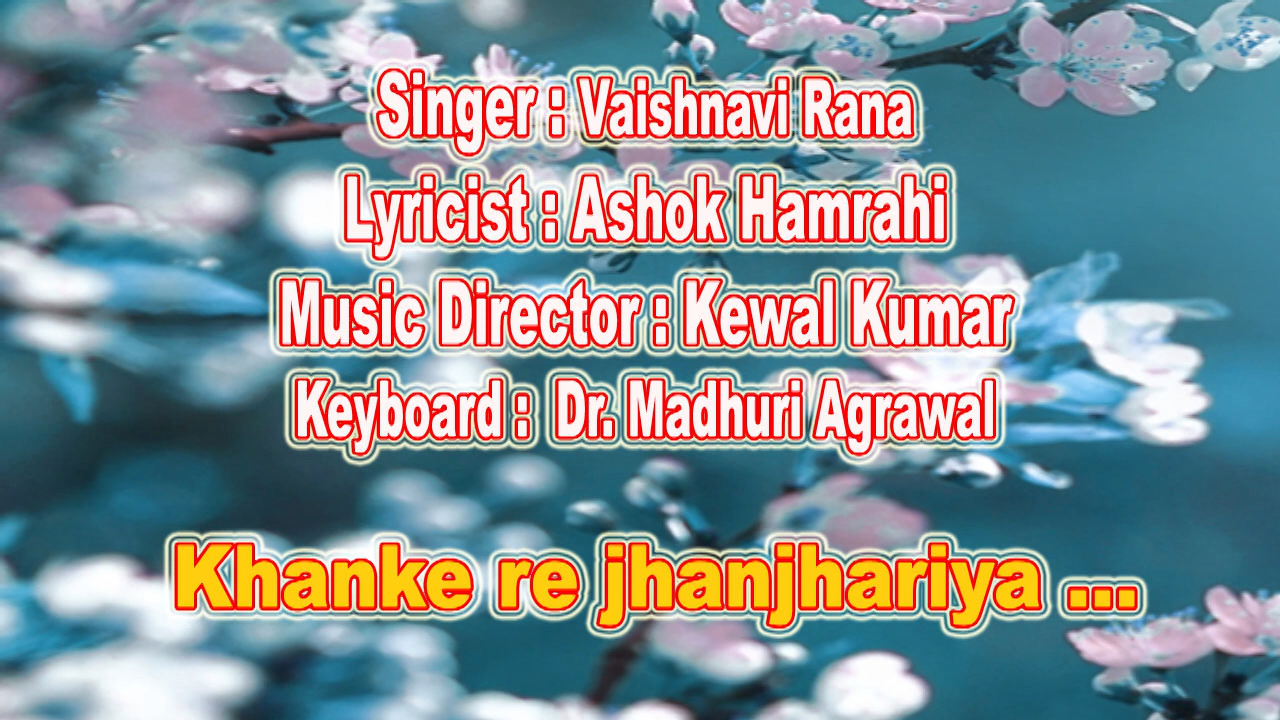 Singer : Vaishnavi Rana
Lyricist : Ashok Hamrahi
Music Director : Kewal Kumar
Keyboard : Dr. Madhuri Agrawal
Khanke re jhanjhariya ...